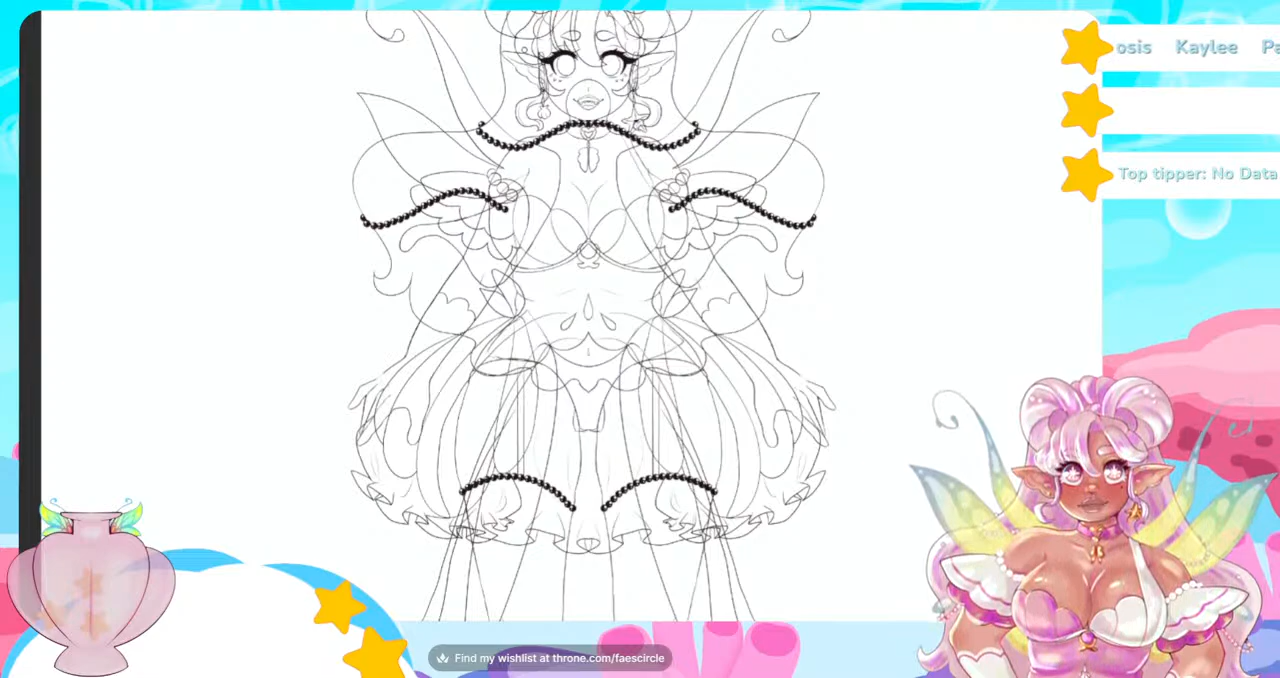 osis Kaylee Pa
Top tipper: No Data
Find my wishlist at throne.com/faescircle